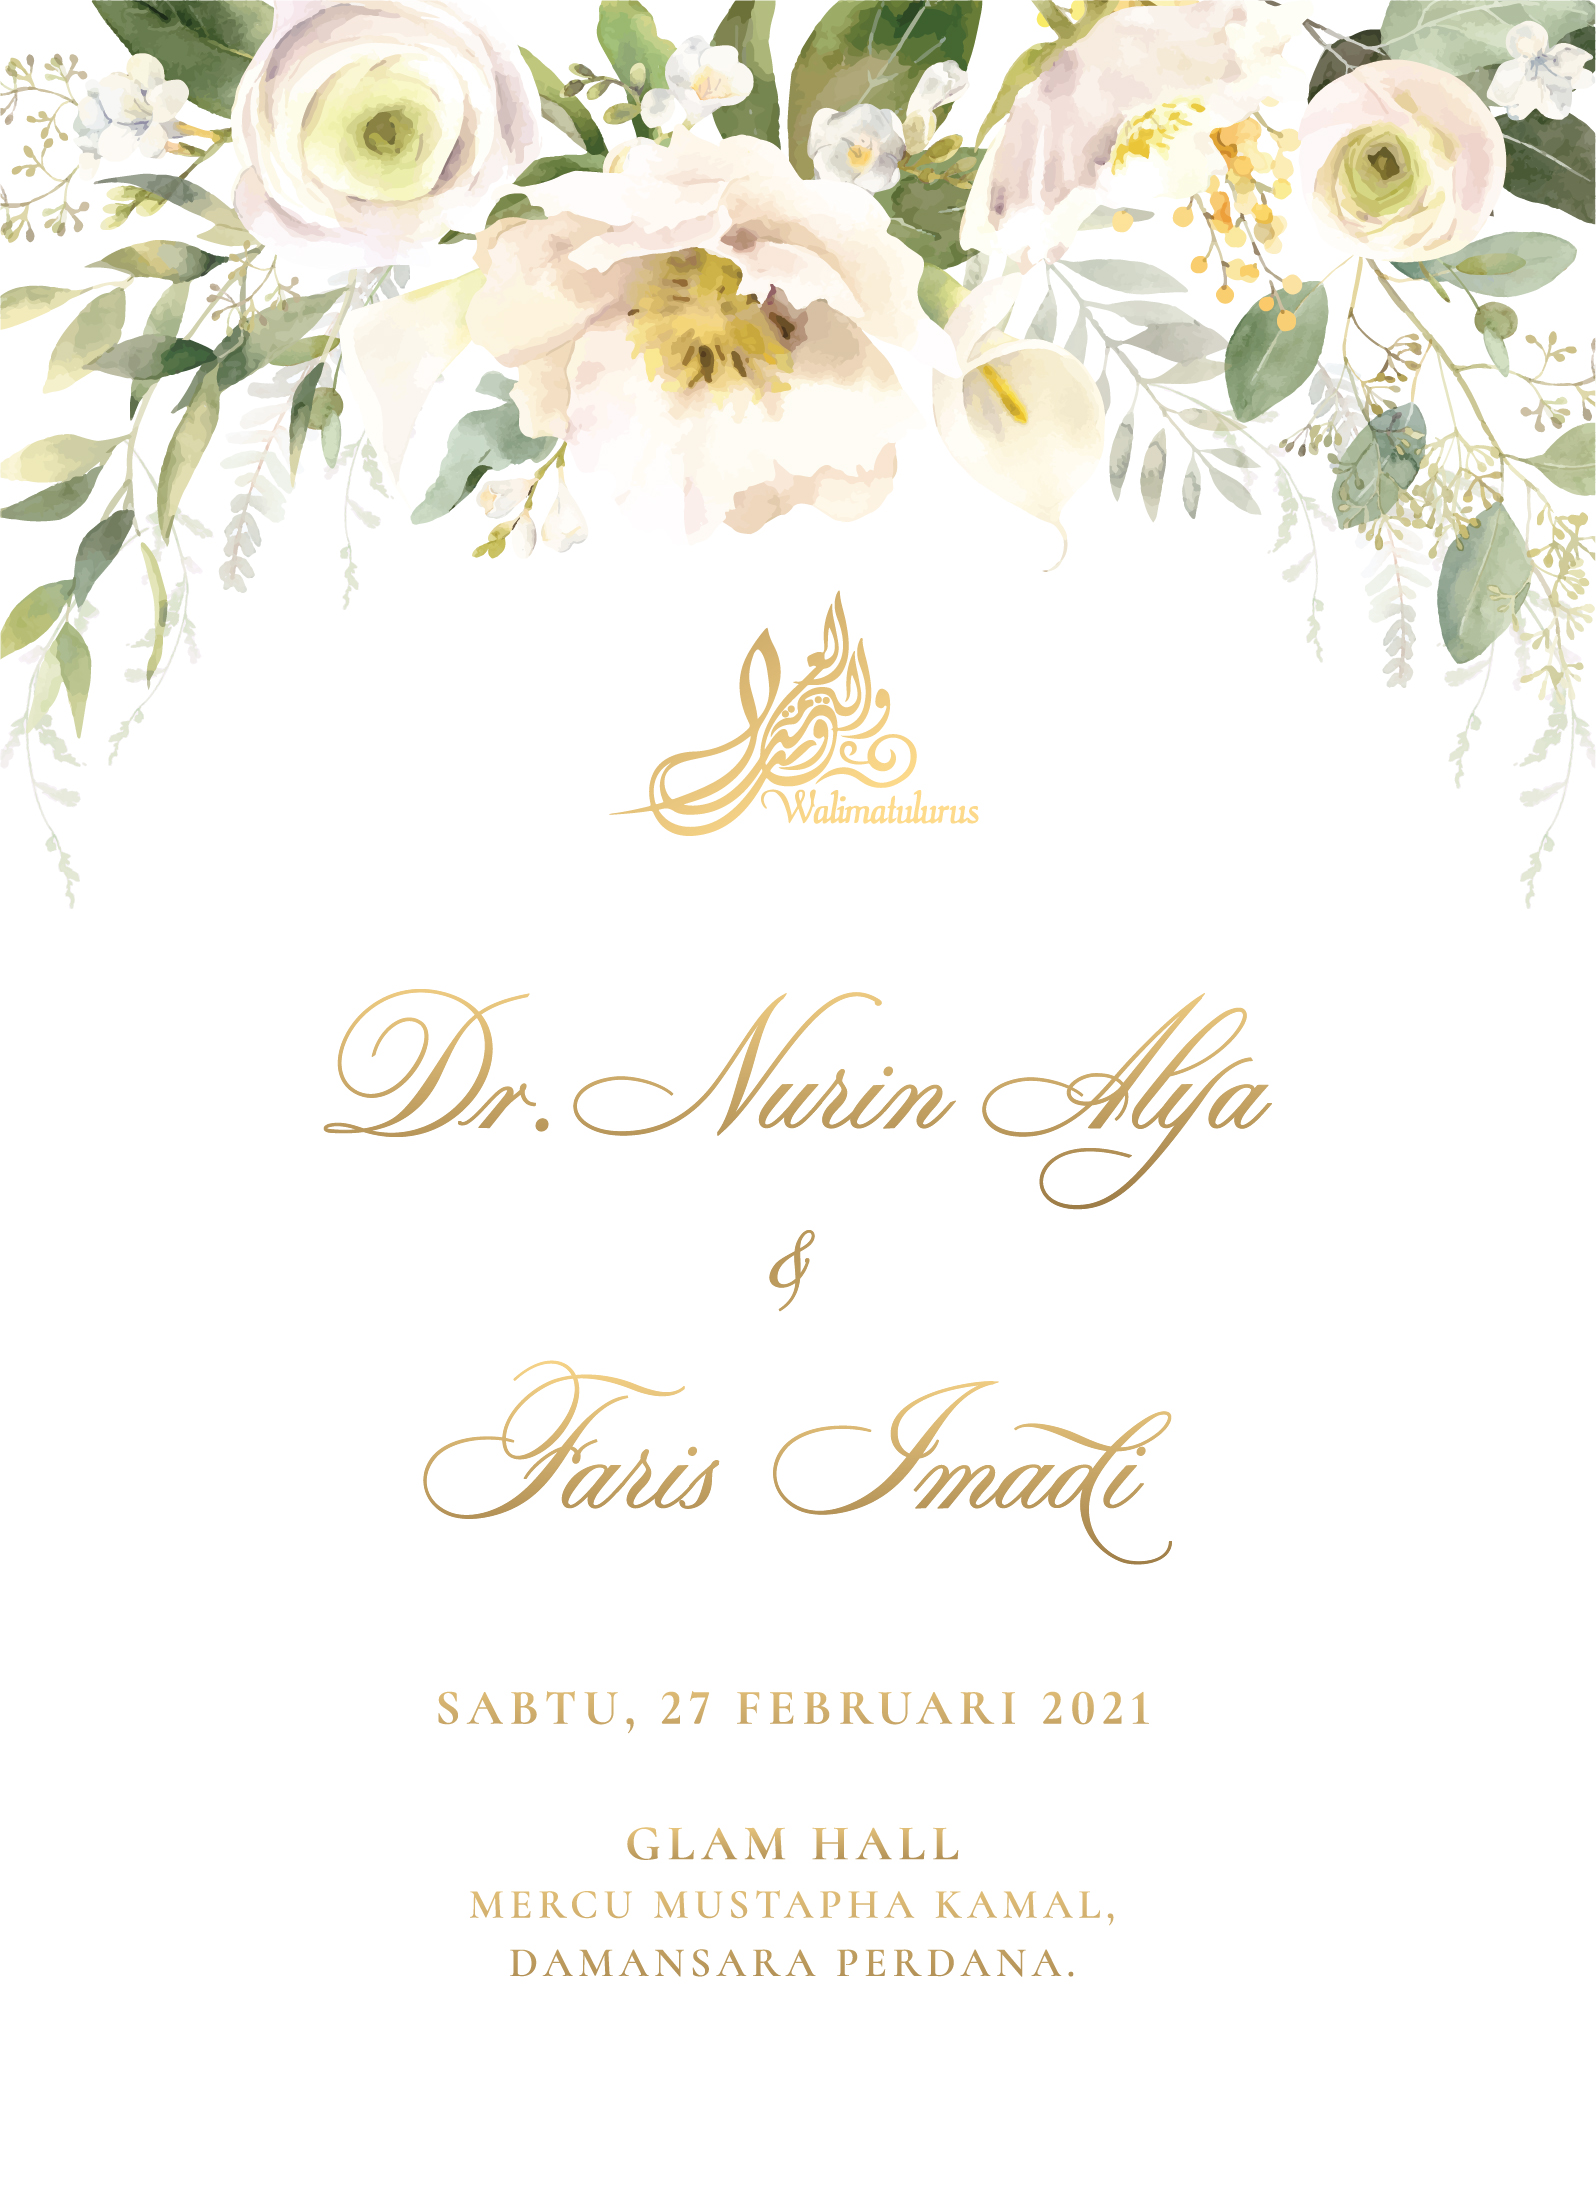 Walimatulurus
Dr. Nurin Alya
&
Faris Imadi
SABTU, 27 FEBRUARI 2021
GLAM HALL
MERCU MUSTAPHA KAMAL,
DAMANSARA PERDANA.